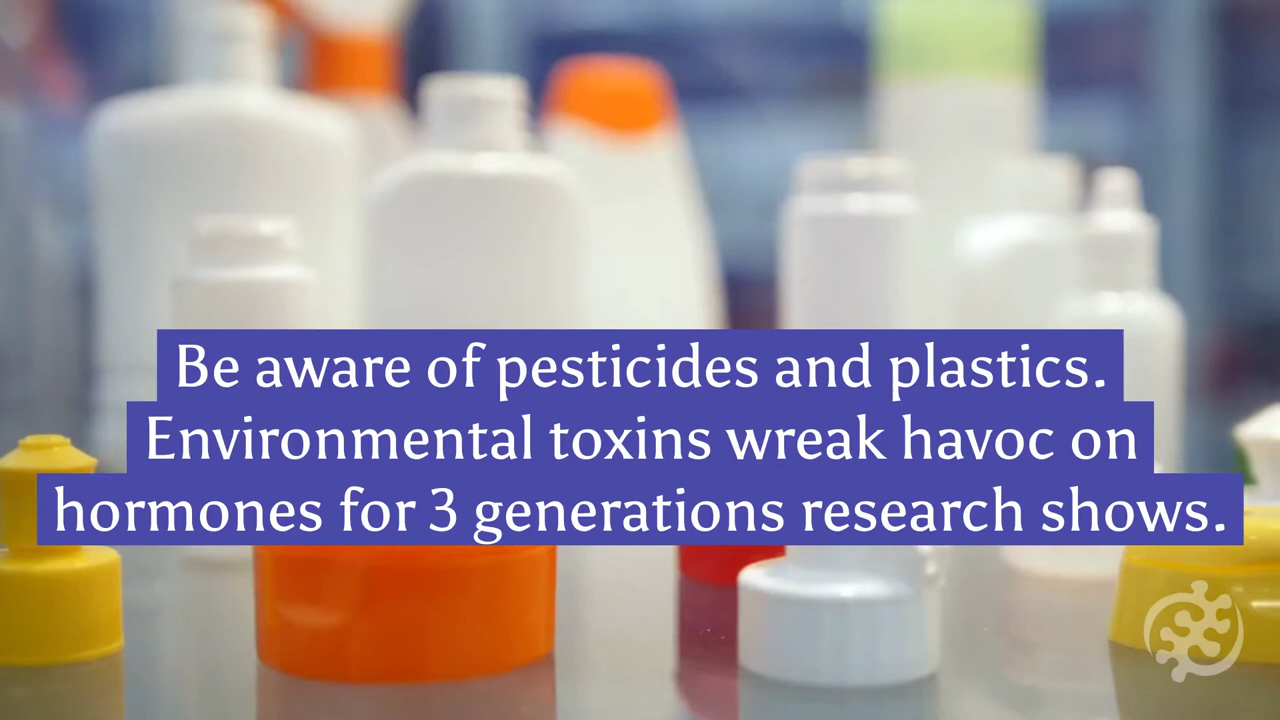 Be aware of pesticides and plastics.
Environmental toxins wreak havoc on
hormones for 3 generations research shows.